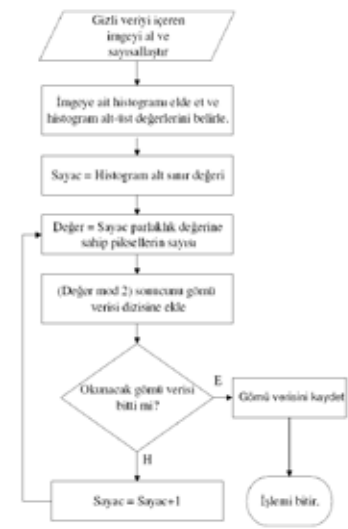 Gizli veriyi içeren
imgeyi al ve
sayısallaştır
İmgeye ait histogramı elde et ve
histogram alt-üst değerlerini belirle.
Sayac = Histogram alt sınır değeri
Değer = Sayac parlaklık değerine
sahip piksellerin sayısı
(Değer mod 2) sonucunu gömü
verisi dizisine ekle
Okunacak gömü verisi
bitti mi?
E
Gömü verisini kaydet
H
Sayac = Sayac+1
İşlemi bitir.